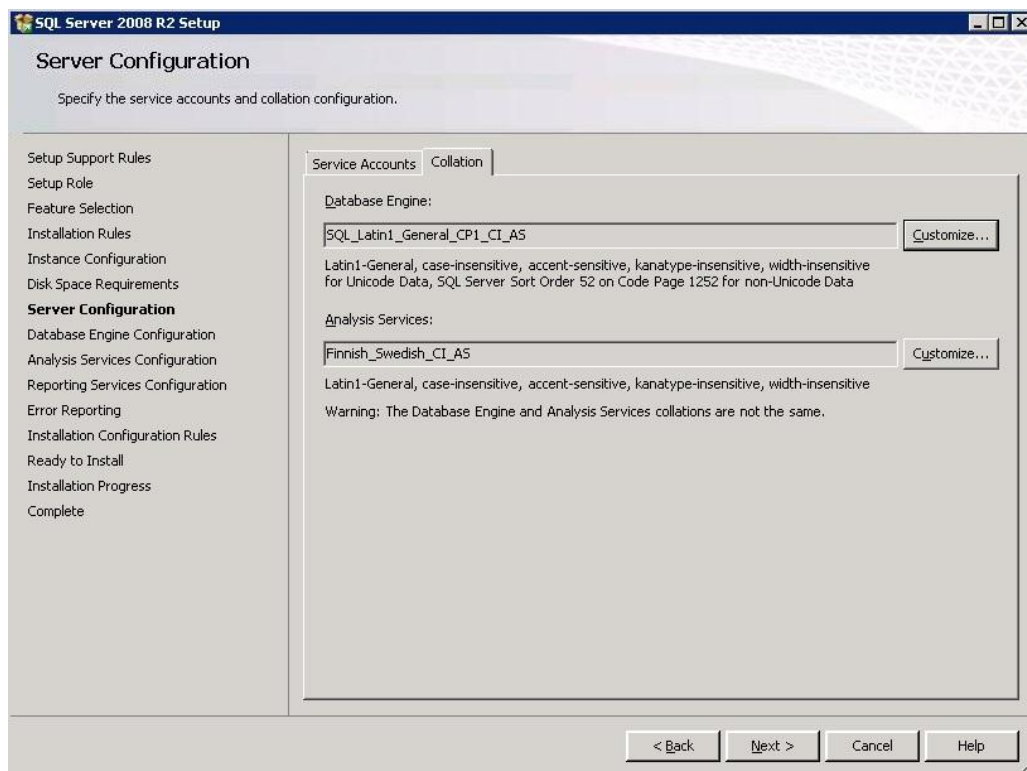 SQL Server 2008 R2 Setup
Server Configuration
Specify the service accounts and collation configuration.
Setup Support Rules
Setup Role
Feature Selection
Installation Rules
Instance Configuration
Disk Space Requirements
Server Configuration
Database Engine Configuration
Analysis Services Configuration
Reporting Services Configuration
Error Reporting
Installation Configuration Rules
Ready to Install
Installation Progress
Complete
Service Accounts Collation
Database Engine:
SQL_Latin1_General_CP1_CI_AS Customize...
Latin1-General, case-insensitive, accent-sensitive, kanatype-insensitive, width-insensitive
for Unicode Data, SQL Server Sort Order 52 on Code Page 1252 for non-Unicode Data
Analysis Services:
Finnish_Swedish_CI_AS Customize...
Latin1-General, case-insensitive, accent-sensitive, kanatype-insensitive, width-insensitive
Warning: The Database Engine and Analysis Services collations are not the same.
< Back Next > Cancel Help